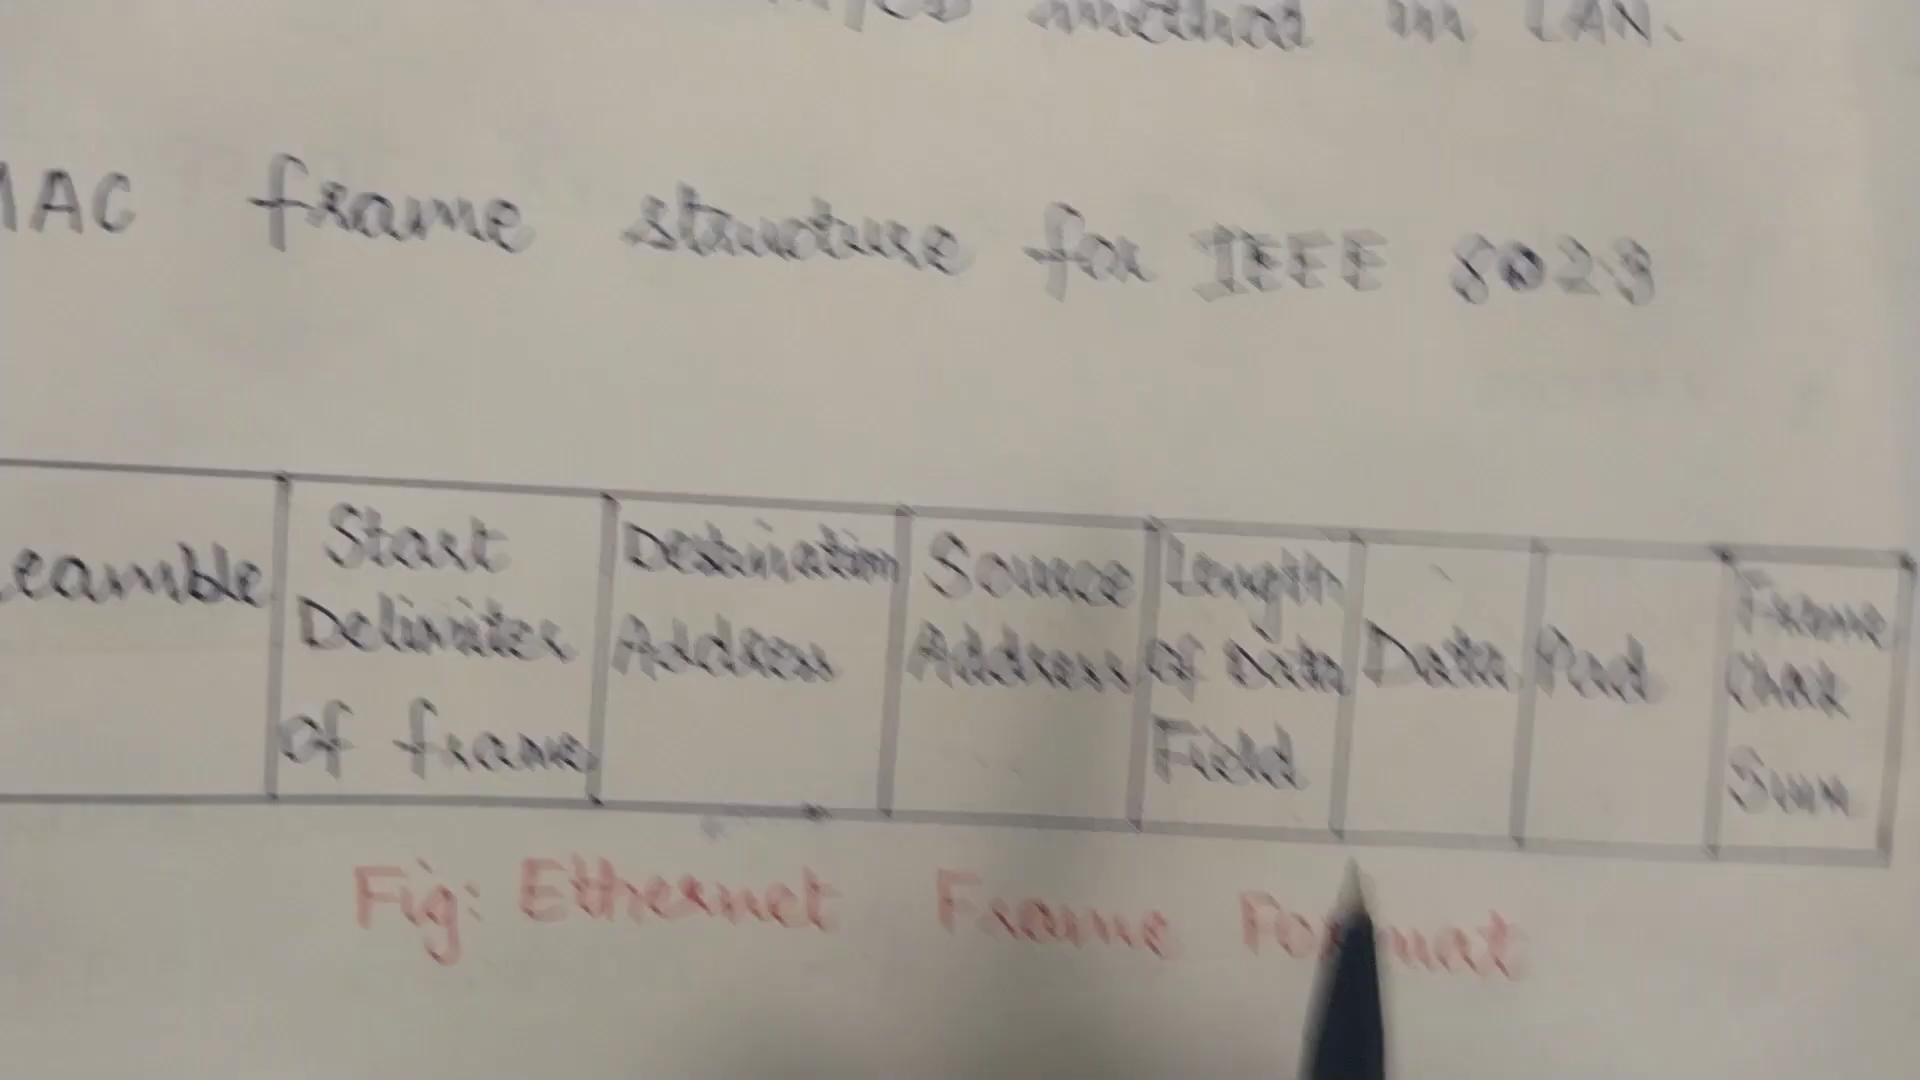 method in LAN.
MAC frame structure for IEEE 802.3
eamble
Start
Delimiter
of frame
Destination
Address
Source
Address
Length
of Data
Field
Data
Pad
Frame
Chak
Sum
Fig: Ethernet Frame Format